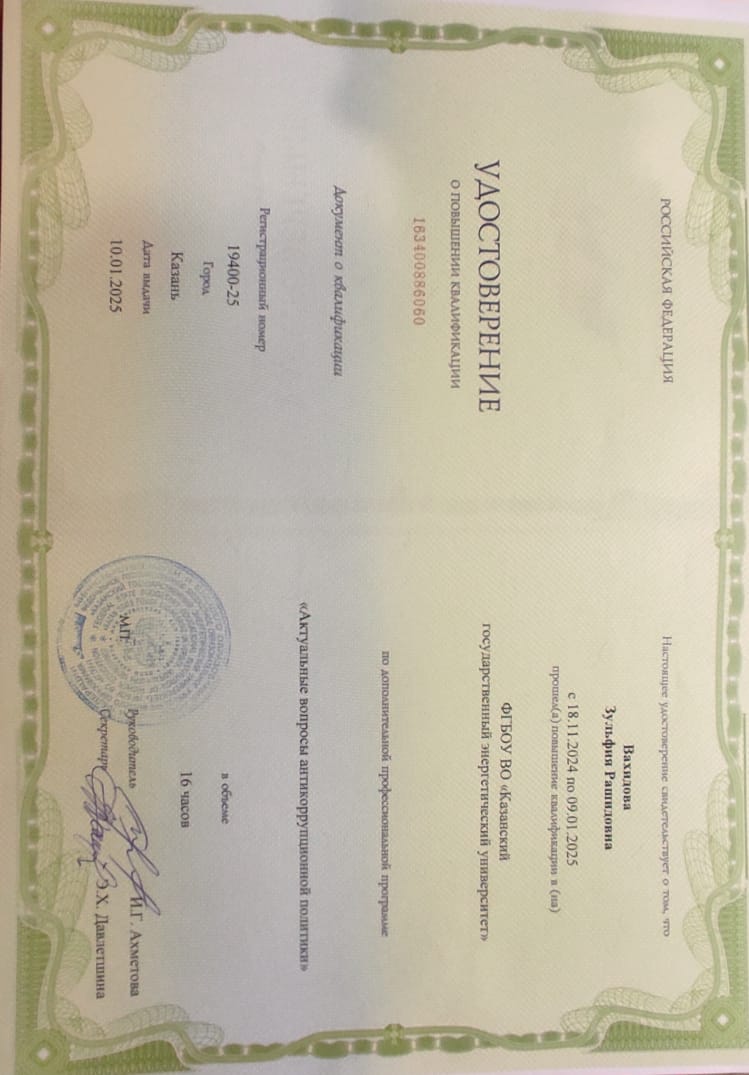 РОССИЙСКАЯ ФЕДЕРАЦИЯ
УДОСТОВЕРЕНИЕ
О ПОВЫШЕНИИ КВАЛИФИКАЦИИ
163400886060
Документ о квалификации
Регистрационный номер
19400-25
Город
Казань
Дата выдачи
10.01.2025
Настоящее удостоверение свидетельствует о том, что
Вахидова
Зульфия Рашидовна
с 18.11.2024 по 09.01.2025
прошел(а) повышение квалификации в (на)
ФГБОУ ВО «Казанский
государственный энергетический университет»
по дополнительной профессиональной программе
«Актуальные вопросы антикоррупционной политики»
в объеме
16 часов
М.П.
Руководитель И.Г. Ахметова
Секретарь Э.Х. Давлетшина